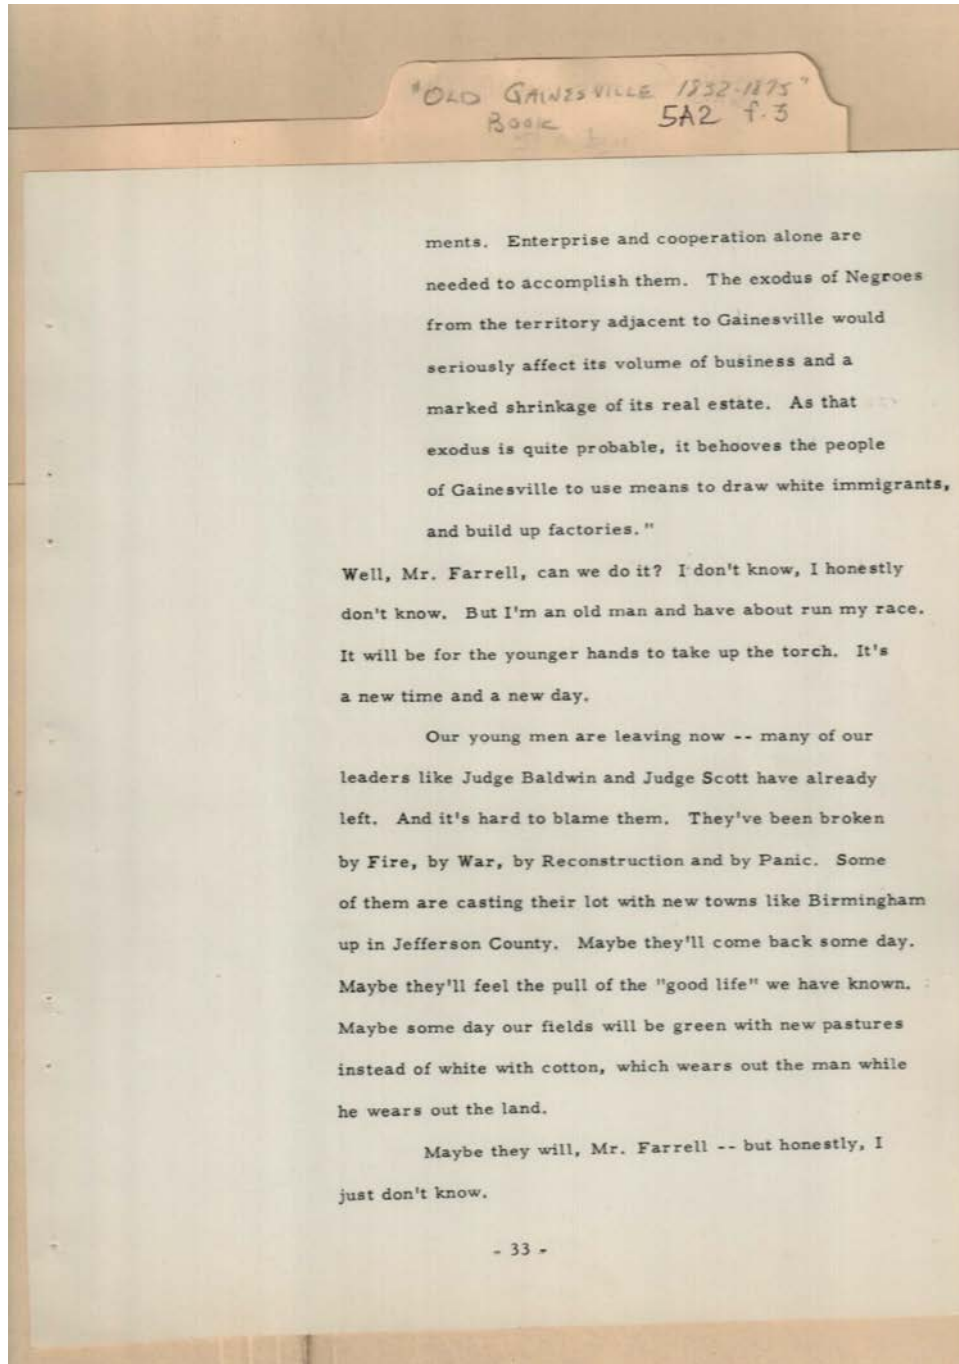 "OLD GAINESVILLE 1832-1875"
BOOK 5A2 f.3
ments. Enterprise and cooperation alone are
needed to accomplish them. The exodus of Negroes
from the territory adjacent to Gainesville would
seriously affect its volume of business and a
marked shrinkage of its real estate. As that
exodus is quite probable, it behooves the people
of Gainesville to use means to draw white immigrants,
and build up factories."
Well, Mr. Farrell, can we do it? I don't know, I honestly
don't know. But I'm an old man and have about run my race.
It will be for the younger hands to take up the torch. It's
a new time and a new day.
Our young men are leaving now -- many of our
leaders like Judge Baldwin and Judge Scott have already
left. And it's hard to blame them. They've been broken
by Fire, by War, by Reconstruction and by Panic. Some
of them are casting their lot with new towns like Birmingham
up in Jefferson County. Maybe they'll come back some day.
Maybe they'll feel the pull of the "good life" we have known.
Maybe some day our fields will be green with new pastures
instead of white with cotton, which wears out the man while
he wears out the land.
Maybe they will, Mr. Farrell -- but honestly, I
just don't know.
- 33 -